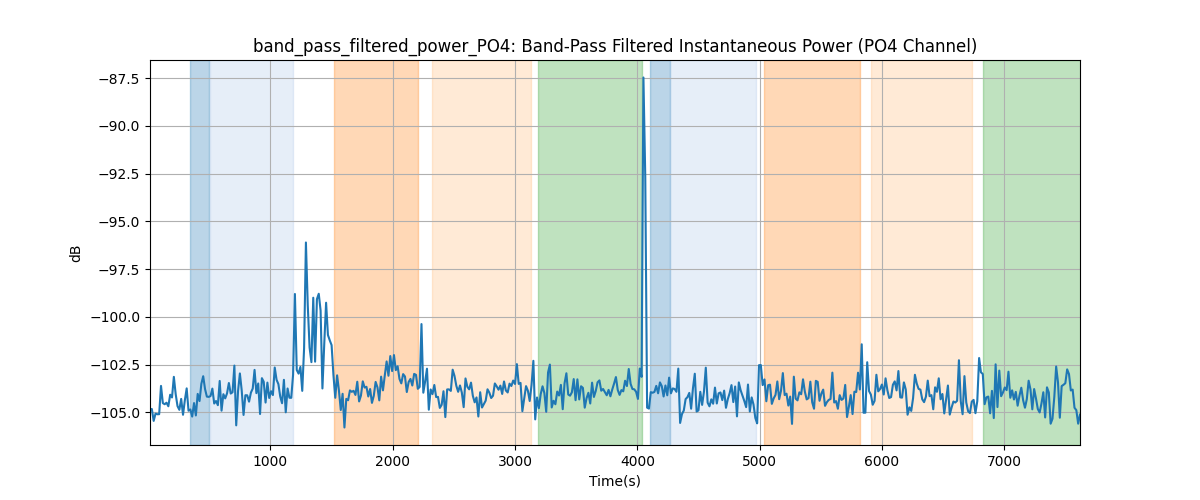 band_pass_filtered_power_PO4: Band-Pass Filtered Instantaneous Power (PO4 Channel)
−87.5
−90.0
−92.5
−95.0
−97.5
−100.0
−102.5
−105.0
dB
1000 2000 3000 4000 5000 6000 7000
Time(s)